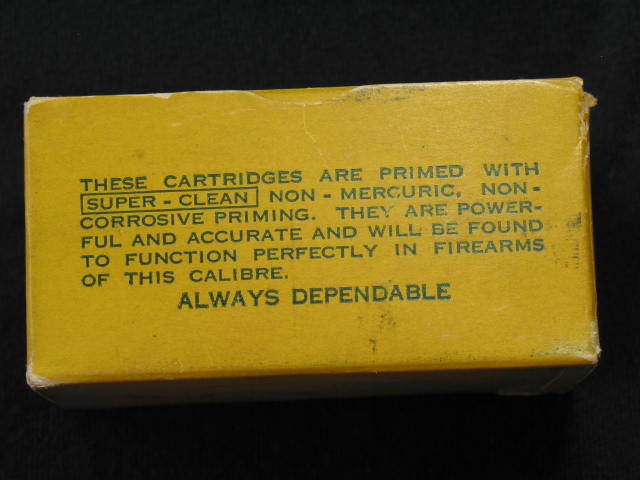 THESE CARTRIDGES ARE PRIMED WITH
SUPER - CLEAN NON - MERCURIC, NON -
CORROSIVE PRIMING. THEY ARE POWER-
FUL AND ACCURATE AND WILL BE FOUND
TO FUNCTION PERFECTLY IN FIREARMS
OF THIS CALIBRE.
ALWAYS DEPENDABLE